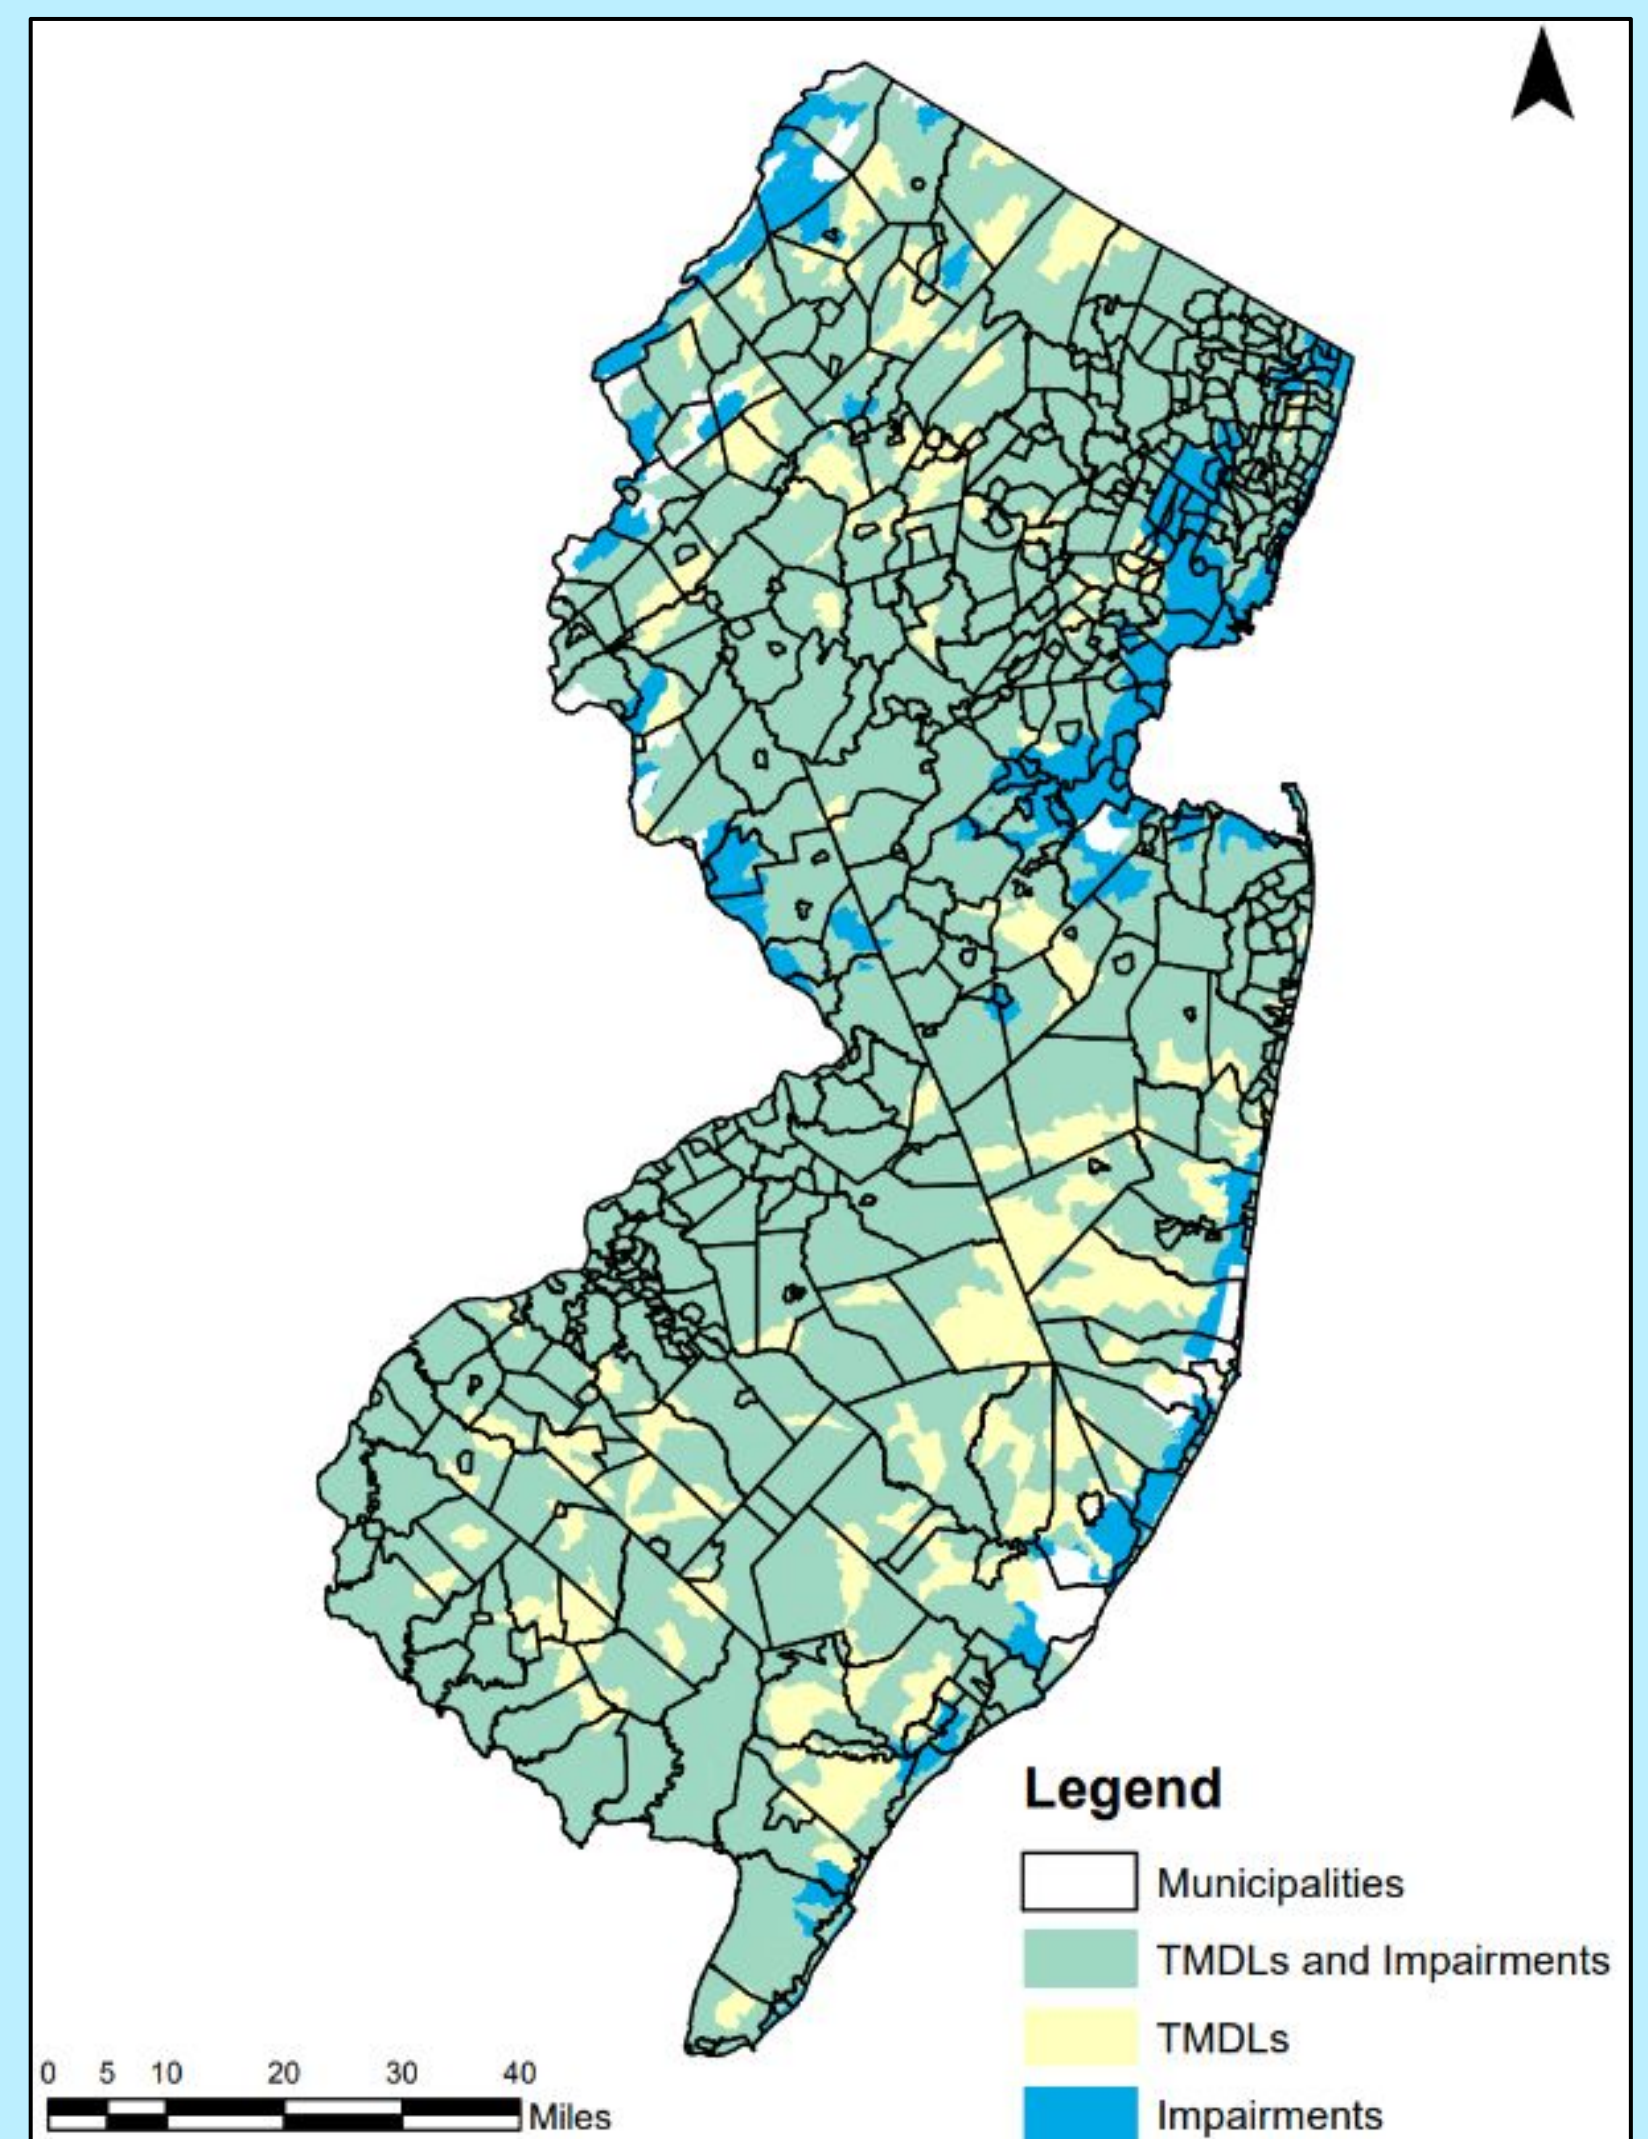 Legend
Municipalities
TMDLs and Impairments
TMDLs
Impairments
0 5 10 20 30 40
Miles